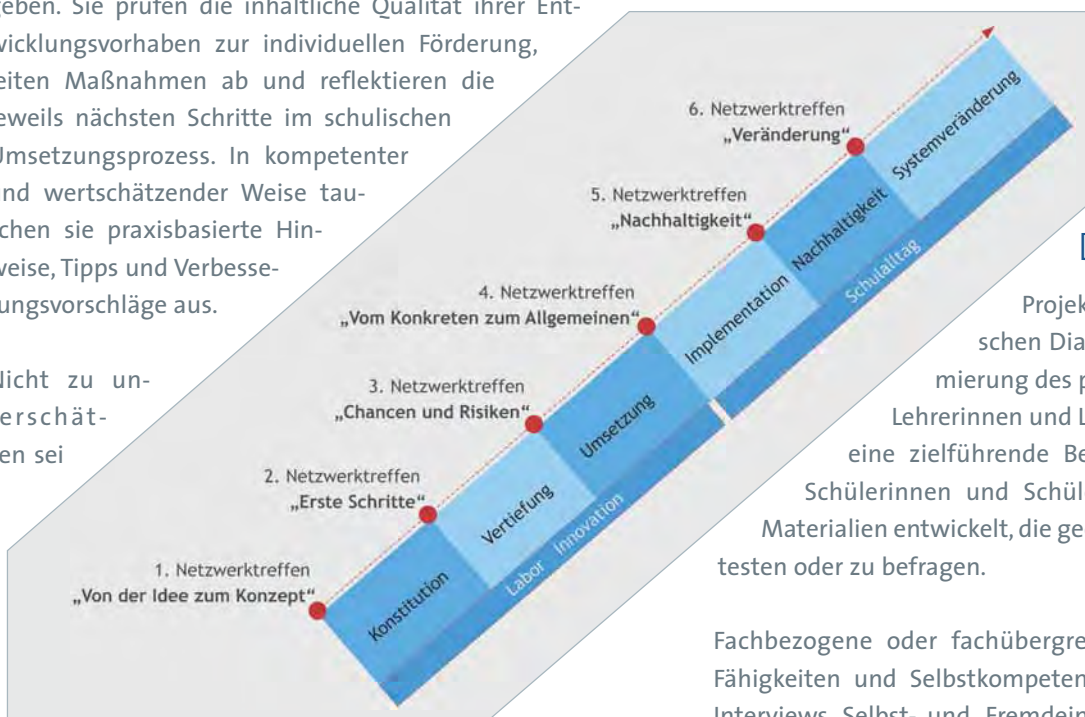 geben. Sie prüfen die inhaltliche Qualität ihrer Ent-
wicklungsvorhaben zur individuellen Förderung,
leiten Maßnahmen ab und reflektieren die
jeweils nächsten Schritte im schulischen
Umsetzungsprozess. In kompetenter
und wertschätzender Weise tau-
schen sie praxisbasierte Hin-
weise, Tipps und Verbesse-
rungsvorschläge aus.
Nicht zu un-
terschät-
zen sei
6. Netzwerktreffen
„Veränderung“
5. Netzwerktreffen
„Nachhaltigkeit“
4. Netzwerktreffen
„Vom Konkreten zum Allgemeinen“
3. Netzwerktreffen
„Chancen und Risiken“
2. Netzwerktreffen
„Erste Schritte“
1. Netzwerktreffen
„Von der Idee zum Konzept“
Konstitution
Vertiefung
Umsetzung
Implementation
Nachhaltigkeit
Systemveränderung
Labor Innovation
Schulalltag
Projek
schen Dia
mierung des p
Lehrerinnen und L
eine zielführende Be
Schülerinnen und Schül
Materialien entwickelt, die ge
testen oder zu befragen.
Fachbezogene oder fachübergre
Fähigkeiten und Selbstkompeten
Interviews, Selbst- und Fremdein